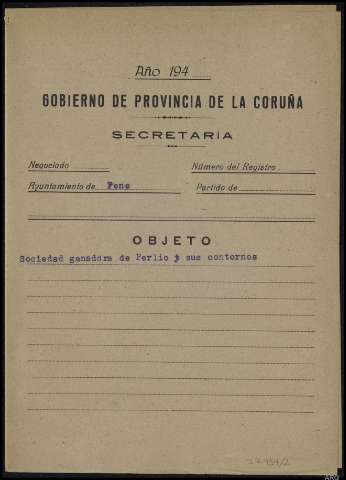 Año 194
GOBIERNO DE PROVINCIA DE LA CORUÑA
SECRETARIA
Negociado Número del Registro
Ayuntamiento de Fene Partido de
OBJETO
Sociedad ganadera de Perlio y sus contornos